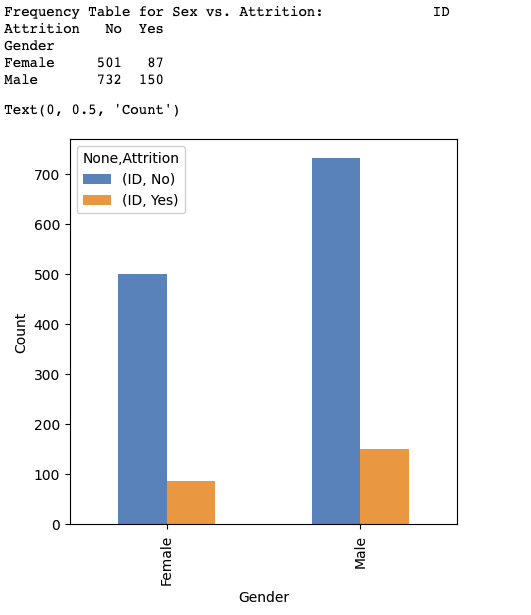 Frequency Table for Sex vs. Attrition: ID
Attrition No Yes
Gender
Female 501 87
Male 732 150
Text(0, 0.5, 'Count')
None,Attrition
(ID, No)
(ID, Yes)
700
600
500
400
300
200
100
0
Count
Female
Male
Gender